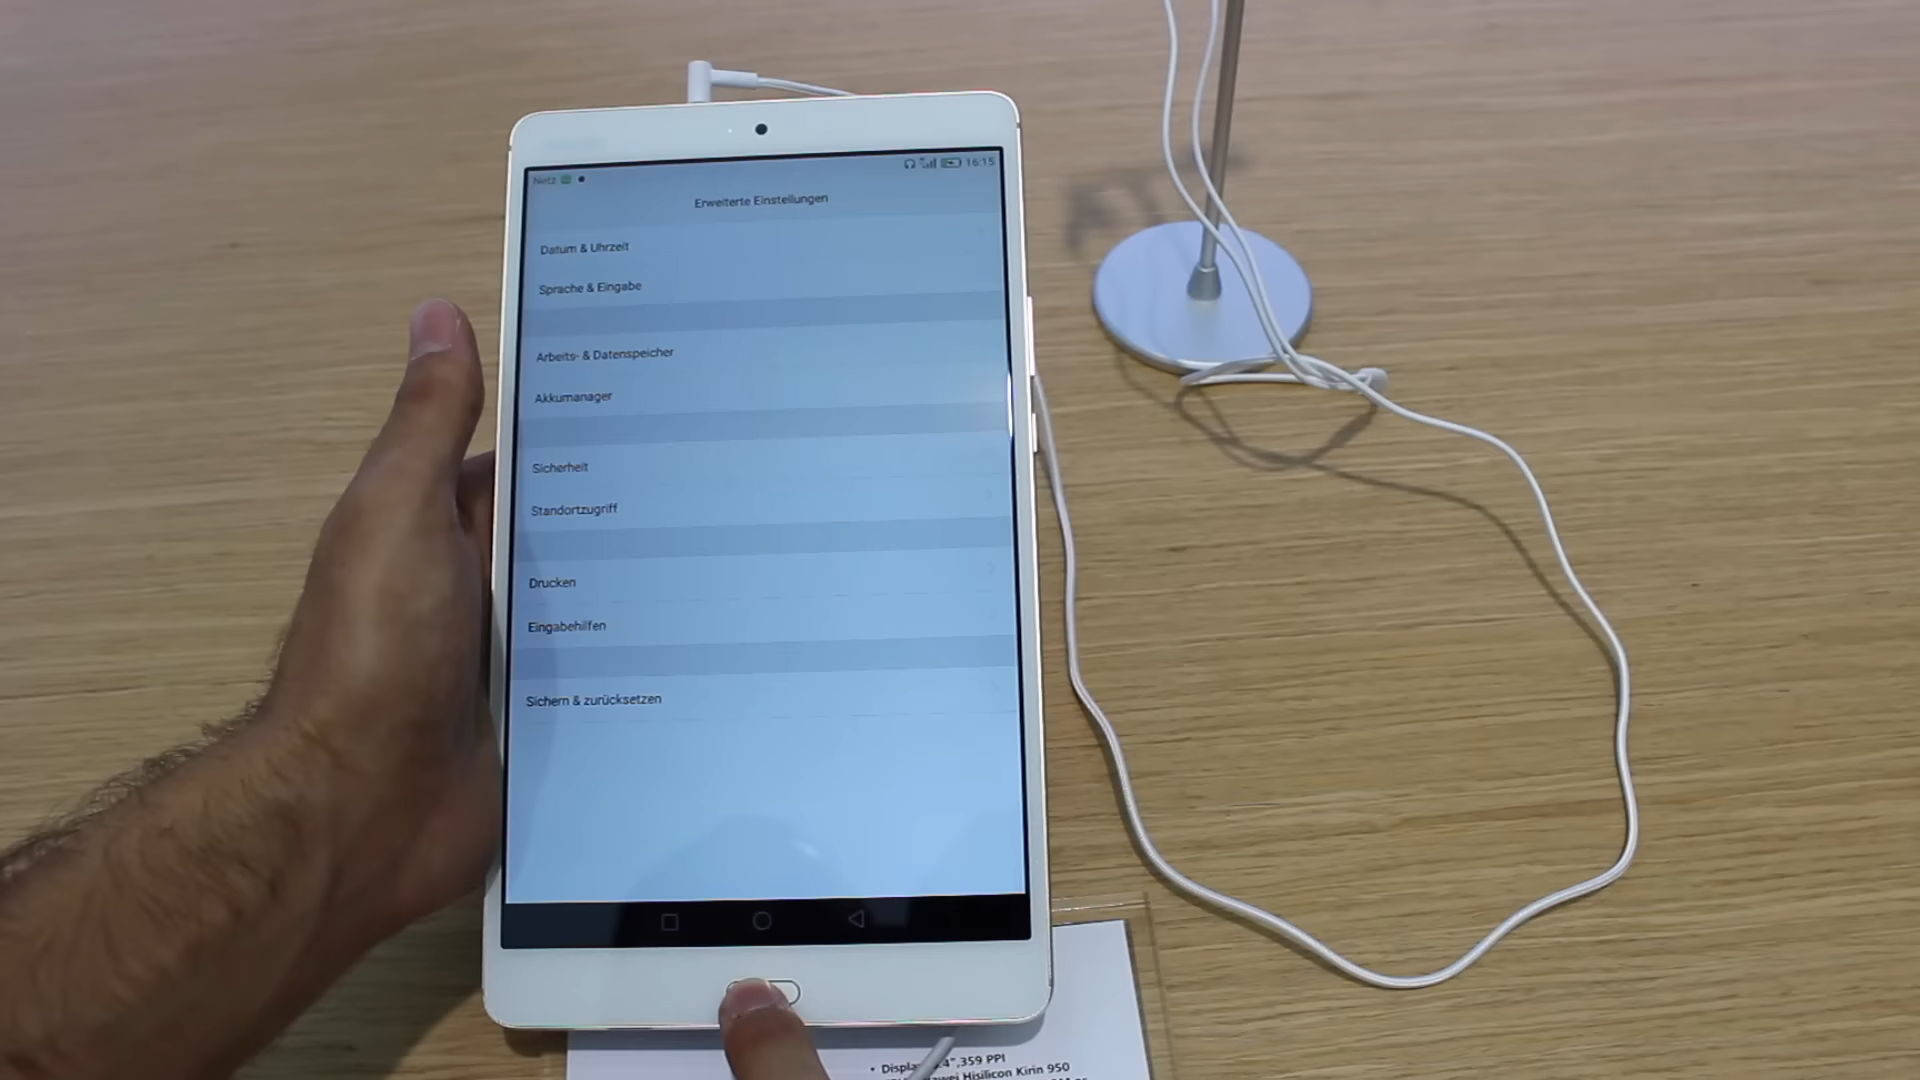 Netz 16:15
Erweiterte Einstellungen
Datum & Uhrzeit
Sprache & Eingabe
Arbeits- & Datenspeicher
Akkumanager
Sicherheit
Standortzugriff
Drucken
Eingabehilfen
Sichern & zurücksetzen
• Display 4", 359 PPI
Hisilicon Kirin 950